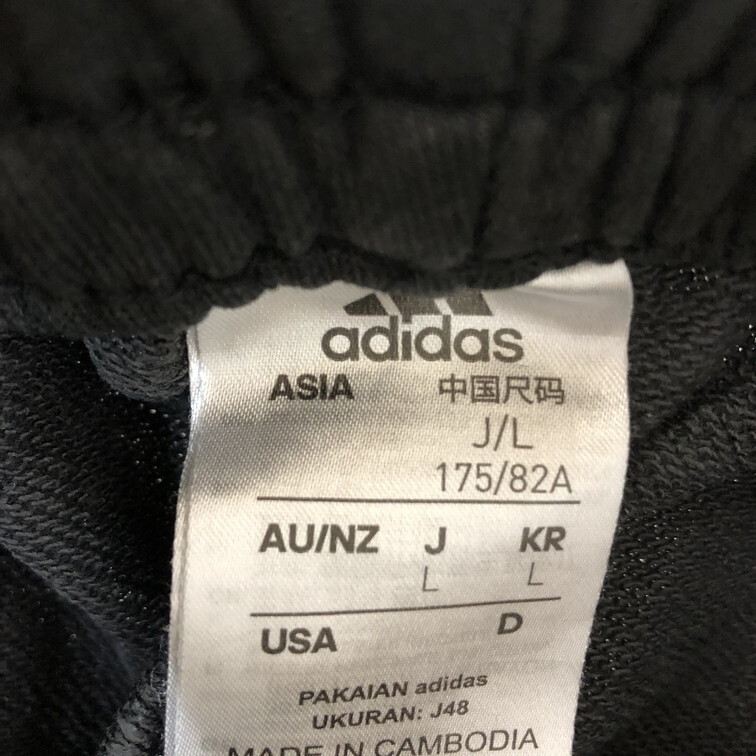 adidas
ASIA 中国尺码
J/L
175/82A
AU/NZ J KR
L L
USA D
PAKAIAN adidas
UKURAN: J48
MADE IN CAMBODIA